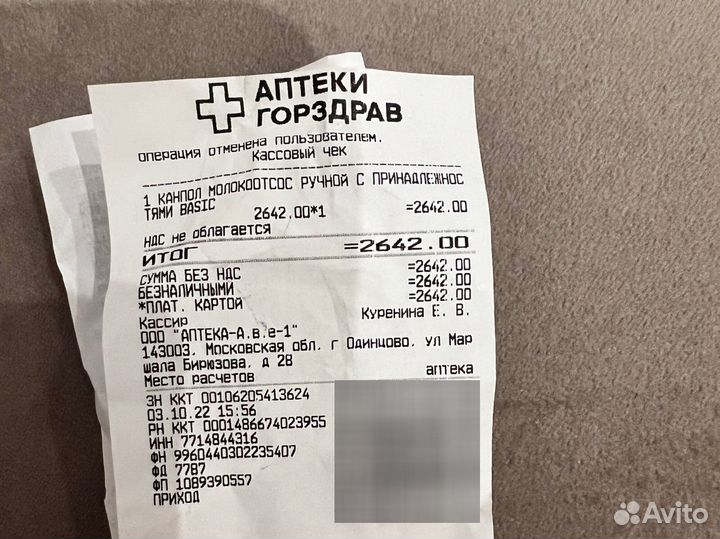 АПТЕКИ
ГОРЗДРАВ
ОПЕРАЦИЯ ОТМЕНЕНА ПОЛЬЗОВАТЕЛЕМ.
КАССОВЫЙ ЧЕК
1 КАНПОЛ МОЛОКООТСОС РУЧНОЙ С ПРИНАДЛЕЖНОС
ТЯМИ BASIC
2642.00*1 =2642.00
НДС не облагается
ИТОГ =2642.00
СУММА БЕЗ НДС =2642.00
БЕЗНАЛИЧНЫМИ =2642.00
*ПЛАТ. КАРТОЙ =2642.00
Кассир Куренина Е. В.
ООО "АПТЕКА-А.в.е-1"
143003, Московская обл, г Одинцово, ул Мар
шала Бирюзова, д 28
Место расчетов аптека
ЗН ККТ 00106205413624
03.10.22 15:56
РН ККТ 0001486674023955
ИНН 7714844316
ФН 9960440302235407
ФД 7787
ФП 1089390557
ПРИХОД
Avito